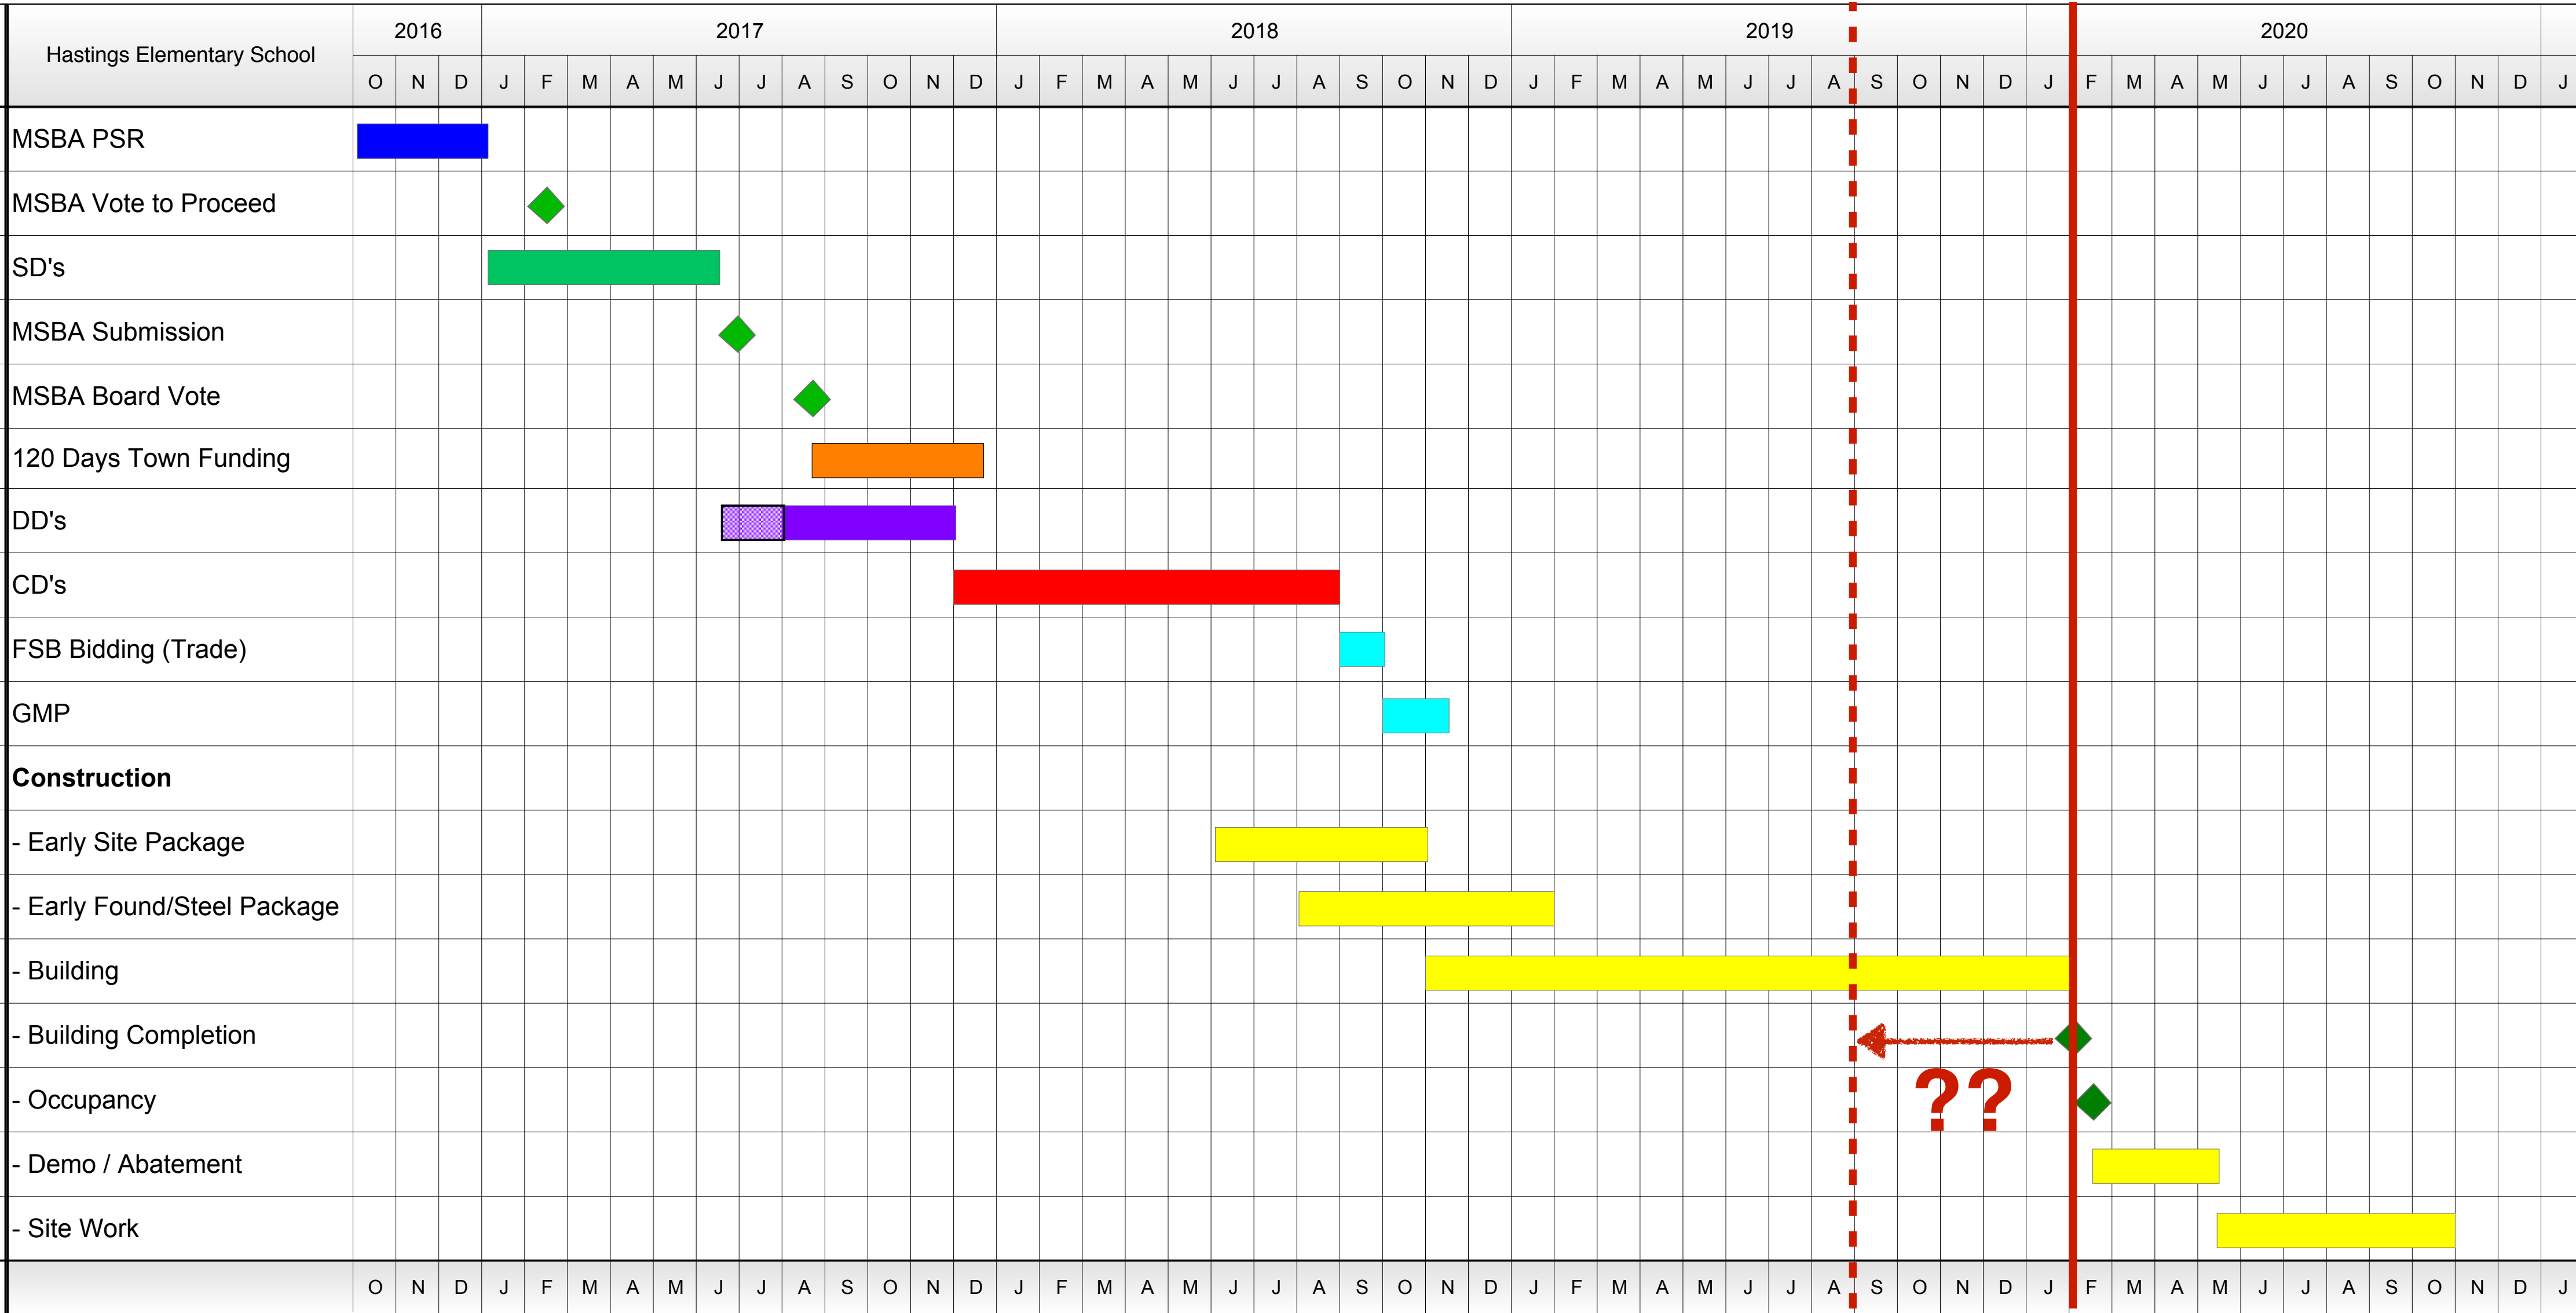 Hastings Elementary School
2016 2017 2018 2019 2020
O N D J F M A M J J A S O N D J F M A M J J A S O N D J F M A M J J A S O N D J F M A M J J A S O N D J
MSBA PSR
MSBA Vote to Proceed
SD's
MSBA Submission
MSBA Board Vote
120 Days Town Funding
DD's
CD's
FSB Bidding (Trade)
GMP
Construction
- Early Site Package
- Early Found/Steel Package
- Building
- Building Completion
- Occupancy
??
- Demo / Abatement
- Site Work
O N D J F M A M J J A S O N D J F M A M J J A S O N D J F M A M J J A S O N D J F M A M J J A S O N D J